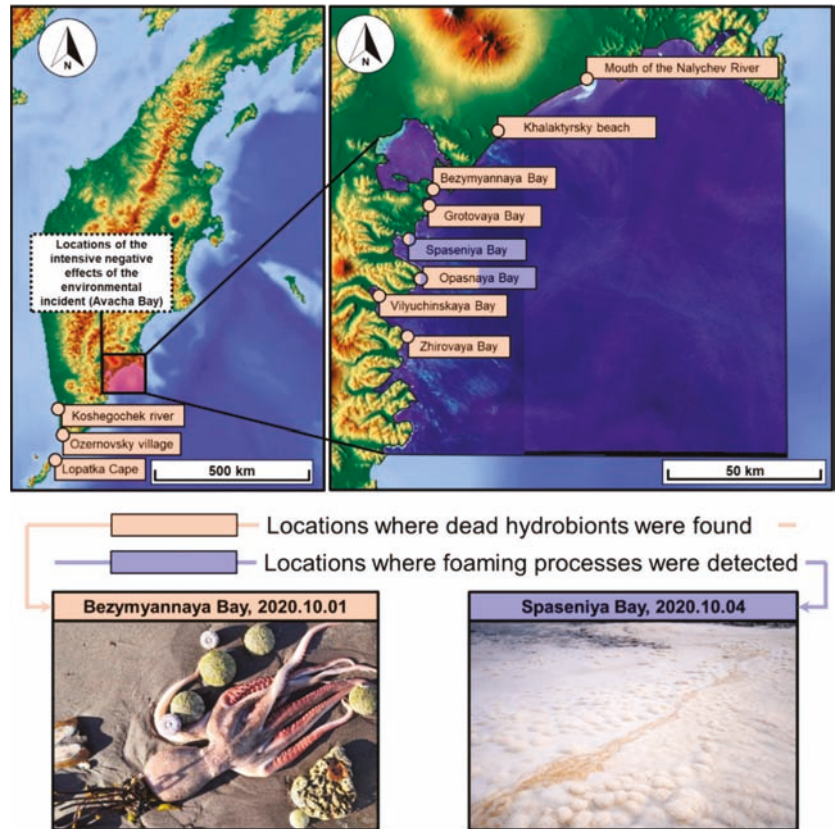 N
Locations of the
intensive negative
effects of the
environmental
incident (Avacha Bay)
Koshegochek river
Ozernovsky village
Lopatka Cape
500 km
N
Mouth of the Nalychev River
Khalaktyrsky beach
Bezymyannaya Bay
Grotovaya Bay
Spaseniya Bay
Opasnaya Bay
Vilyuchinskaya Bay
Zhirovaya Bay
50 km
Locations where dead hydrobionts were found
Locations where foaming processes were detected
Bezymyannaya Bay, 2020.10.01
Spaseniya Bay, 2020.10.04